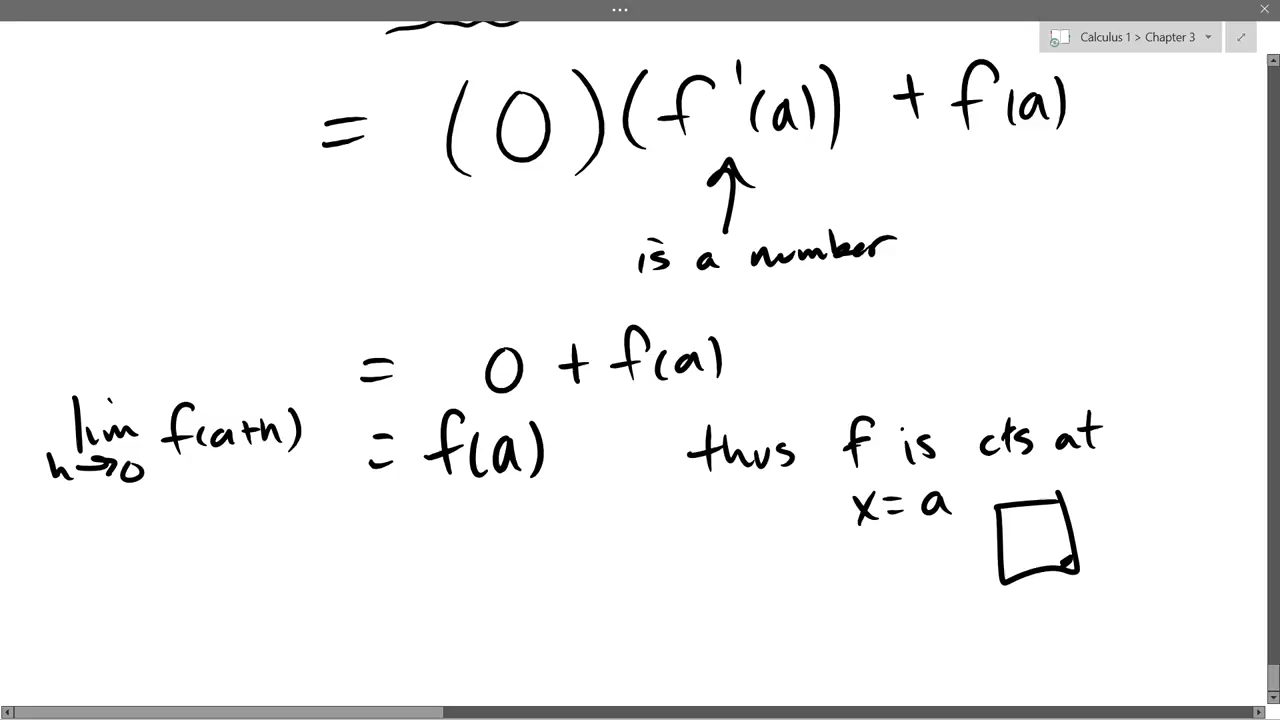 Calculus 1 > Chapter 3
= (0)(f'(a)) + f(a)
is a number
= 0 + f(a)
lim f(a+h) = f(a)
h→0
thus f is cts at
x = a